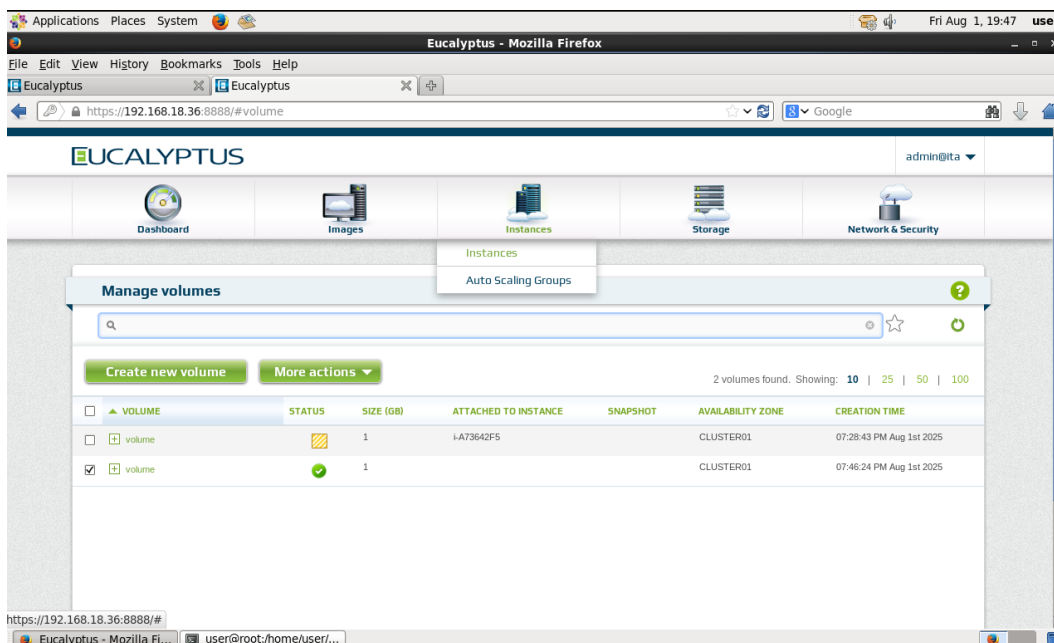 Applications Places System Fri Aug 1, 19:47 use
Eucalyptus - Mozilla Firefox
File Edit View History Bookmarks Tools Help
Eucalyptus Eucalyptus
https://192.168.18.36:8888/#volume Google
EUCALYPTUS admin@ita
Dashboard Images Instances Storage Network & Security
Instances
Auto Scaling Groups
Manage volumes
Create new volume More actions 2 volumes found. Showing: 10 | 25 | 50 | 100
VOLUME STATUS SIZE (GB) ATTACHED TO INSTANCE SNAPSHOT AVAILABILITY ZONE CREATION TIME
volume 1 i-A73642F5 CLUSTER01 07:28:43 PM Aug 1st 2025
volume 1 CLUSTER01 07:46:24 PM Aug 1st 2025
https://192.168.18.36:8888/#
Eucalyptus - Mozilla Fi... user@root:/home/user/...